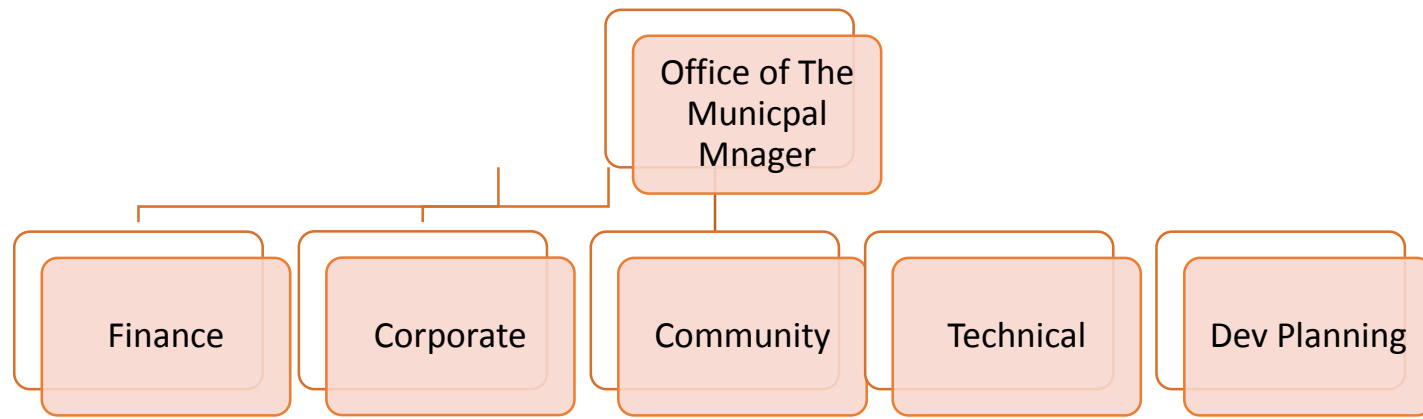 Office of The
Municpal
Mnager
Finance
Corporate
Community
Technical
Dev Planning